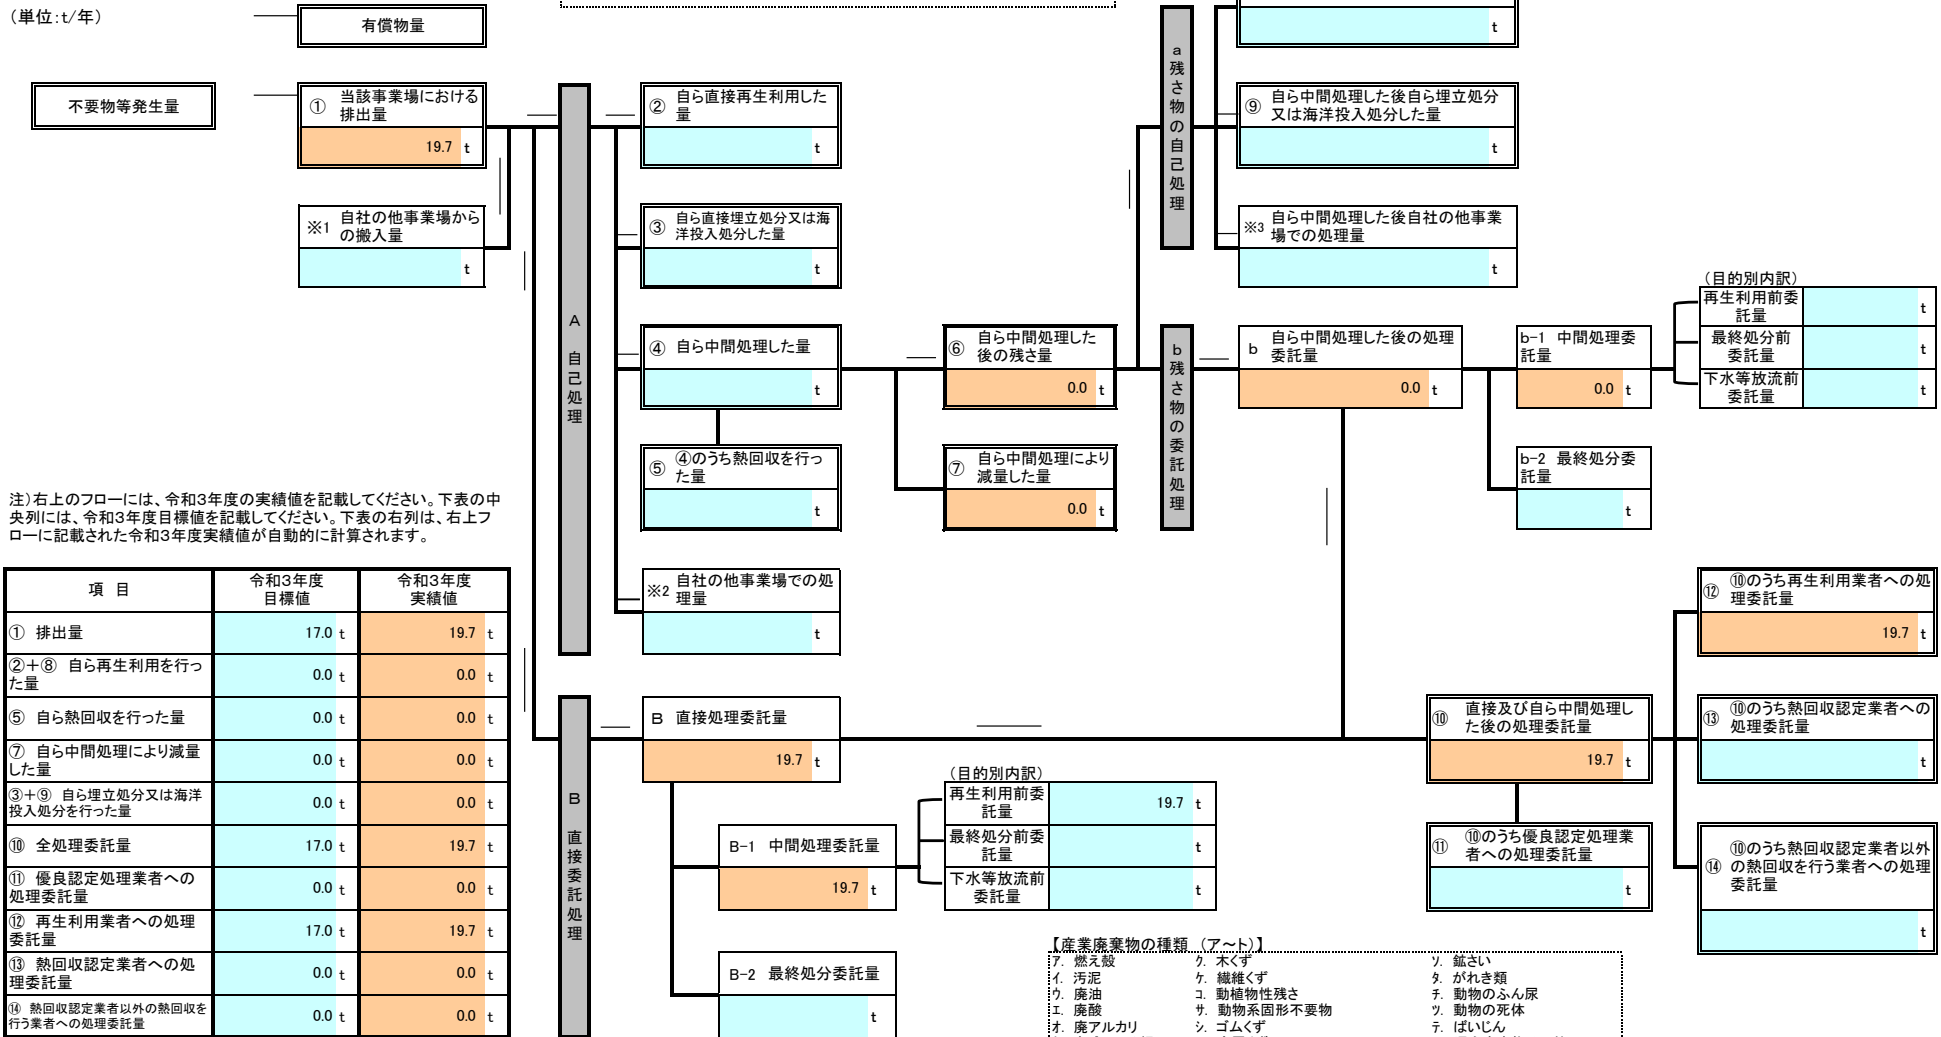 (単位:t/年)
有償物量
t
不要物等発生量
① 当該事業場における
排出量
19.7 t
※1 自社の他事業場から
の搬入量
t
A 自己処理
② 自ら直接再生利用した
量
t
③ 自ら直接埋立処分又は海
洋投入処分した量
t
④ 自ら中間処理した量
t
⑤ ④のうち熱回収を行っ
た量
t
※2 自社の他事業場での処
理量
t
⑥ 自ら中間処理した
後の残さ量
0.0 t
⑦ 自ら中間処理により
減量した量
0.0 t
a 残さ物の自己処理
⑨ 自ら中間処理した後自ら埋立処分
又は海洋投入処分した量
t
※3 自ら中間処理した後自社の他事業
場での処理量
t
b 残さ物の委託処理
b 自ら中間処理した後の処理
委託量
0.0 t
b-1 中間処理委
託量
0.0 t
b-2 最終処分委
託量
t
(目的別内訳)
再生利用前委
託量 t
最終処分前
委託量 t
下水等放流前
委託量 t
注)右上のフローには、令和3年度の実績値を記載してください。下表の中
央列には、令和3年度目標値を記載してください。下表の右列は、右上フ
ローに記載された令和3年度実績値が自動的に計算されます。
項 目 令和3年度
目標値 令和3年度
実績値
① 排出量 17.0 t 19.7 t
②+⑧ 自ら再生利用を行っ
た量 0.0 t 0.0 t
⑤ 自ら熱回収を行った量 0.0 t 0.0 t
⑦ 自ら中間処理により減量
した量 0.0 t 0.0 t
③+⑨ 自ら埋立処分又は海洋
投入処分を行った量 0.0 t 0.0 t
⑩ 全処理委託量 17.0 t 19.7 t
⑪ 優良認定処理業者への
処理委託量 0.0 t 0.0 t
⑫ 再生利用業者への処理
委託量 17.0 t 19.7 t
⑬ 熱回収認定業者への処
理委託量 0.0 t 0.0 t
⑭ 熱回収認定業者以外の熱回収を
行う業者への処理委託量 0.0 t 0.0 t
B 直接委託処理
B 直接処理委託量
19.7 t
B-1 中間処理委託量
19.7 t
B-2 最終処分委託量
t
(目的別内訳)
再生利用前委
託量 19.7 t
最終処分前委
託量 t
下水等放流前
委託量 t
⑩ 直接及び自ら中間処理し
た後の処理委託量
19.7 t
⑪ ⑩のうち優良認定処理業
者への処理委託量
t
⑫ ⑩のうち再生利用業者への処
理委託量
19.7 t
⑬ ⑩のうち熱回収認定業者への
処理委託量
t
⑭ ⑩のうち熱回収認定業者以外
の熱回収を行う業者への処理
委託量
t
【産業廃棄物の種類 (ア~ト)】
ア. 燃え殻 ク. 木くず ソ. 鉱さい
イ. 汚泥 ケ. 繊維くず タ. がれき類
ウ. 廃油 コ. 動植物性残さ チ. 動物のふん尿
エ. 廃酸 サ. 動物系固形不要物 ツ. 動物の死体
オ. 廃アルカリ シ. ゴムくず テ. ばいじん